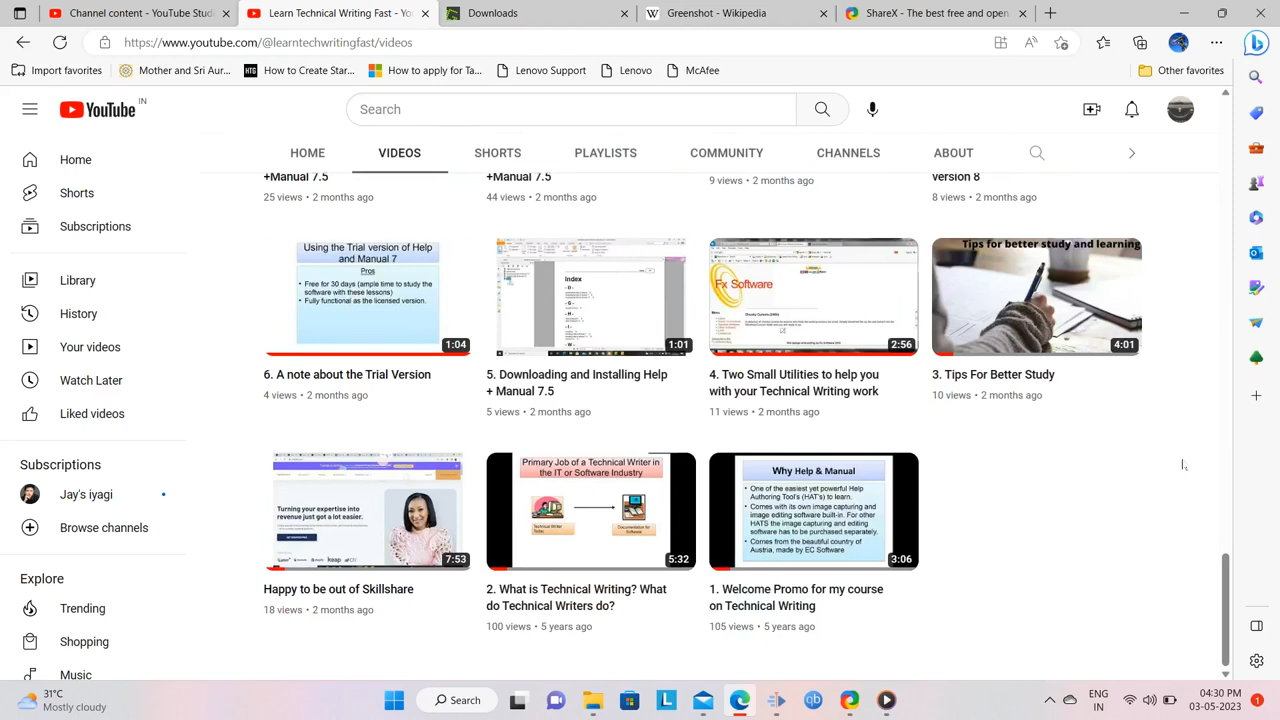 Channel content - YouTube Stud
Downloads
Workflow - Wikipedia
ShareX - The best free and open
https://www.youtube.com/@learntechwritingfast/videos
Import favorites
Mother and Sri Aur...
How to Create Star...
How to apply for Ta...
Lenovo Support
Lenovo
McAfee
Other favorites
YouTube IN
Search
HOME VIDEOS SHORTS PLAYLISTS COMMUNITY CHANNELS ABOUT
Home
Shorts
Subscriptions
Library
History
Your videos
Watch Later
Liked videos
Subscriptions
Browse channels
Explore
Trending
Shopping
Music
+Manual 7.5
25 views • 2 months ago
+Manual 7.5
44 views • 2 months ago
9 views • 2 months ago
version 8
8 views • 2 months ago
Using the Trial version of Help
and Manual 7
Pros
• Free for 30 days (ample time to study the
software with these lessons)
• Fully functional as the licensed version.
1:04
6. A note about the Trial Version
4 views • 2 months ago
Index
1:01
5. Downloading and Installing Help
+ Manual 7.5
5 views • 2 months ago
Fx Software
2:56
4. Two Small Utilities to help you
with your Technical Writing work
11 views • 2 months ago
Tips for better study and learning
4:01
3. Tips For Better Study
10 views • 2 months ago
Turning your expertise into
revenue just got a lot easier.
7:53
Happy to be out of Skillshare
18 views • 2 months ago
Primary Job of a Technical Writer in
the IT or Software Industry
Technical Writer
Tools
Documentation for
Software
5:32
2. What is Technical Writing? What
do Technical Writers do?
100 views • 5 years ago
Why Help & Manual
• One of the easiest yet powerful Help
Authoring Tool's (HAT's) to learn.
• Comes with its own image capturing and
image editing software built-in. For other
HATS the image capturing and editing
software has to be purchased separately.
• Comes from the beautiful country of
Austria, made by EC Software
3:06
1. Welcome Promo for my course
on Technical Writing
105 views • 5 years ago
31°C
Mostly cloudy
Search
ENG
IN
04:30 PM
03-05-2023
1